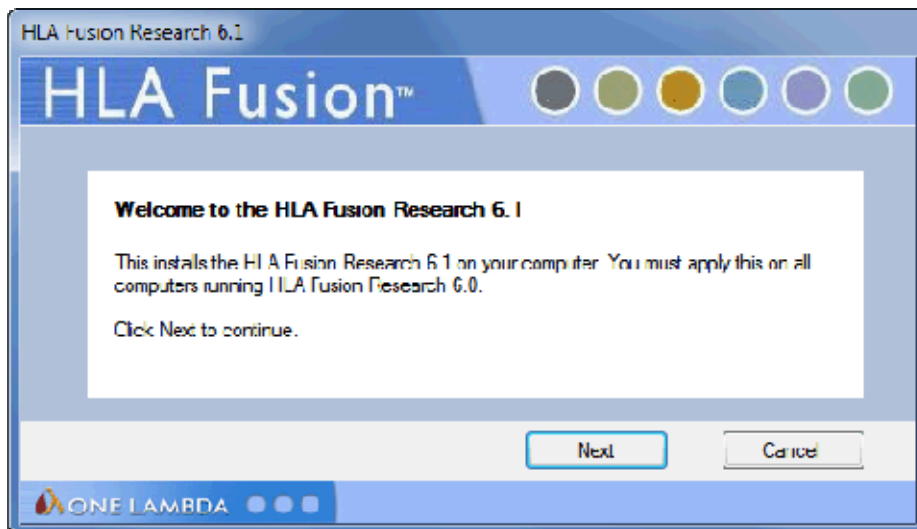 HLA Fusion Research 6.1
HLA Fusion™
Welcome to the HLA Fusion Research 6.1
This installs the HLA Fusion Research 6.1 on your computer. You must apply this on all
computers running HLA Fusion Research 6.0.
Click Next to continue.
Next
Cancel
ONE LAMBDA